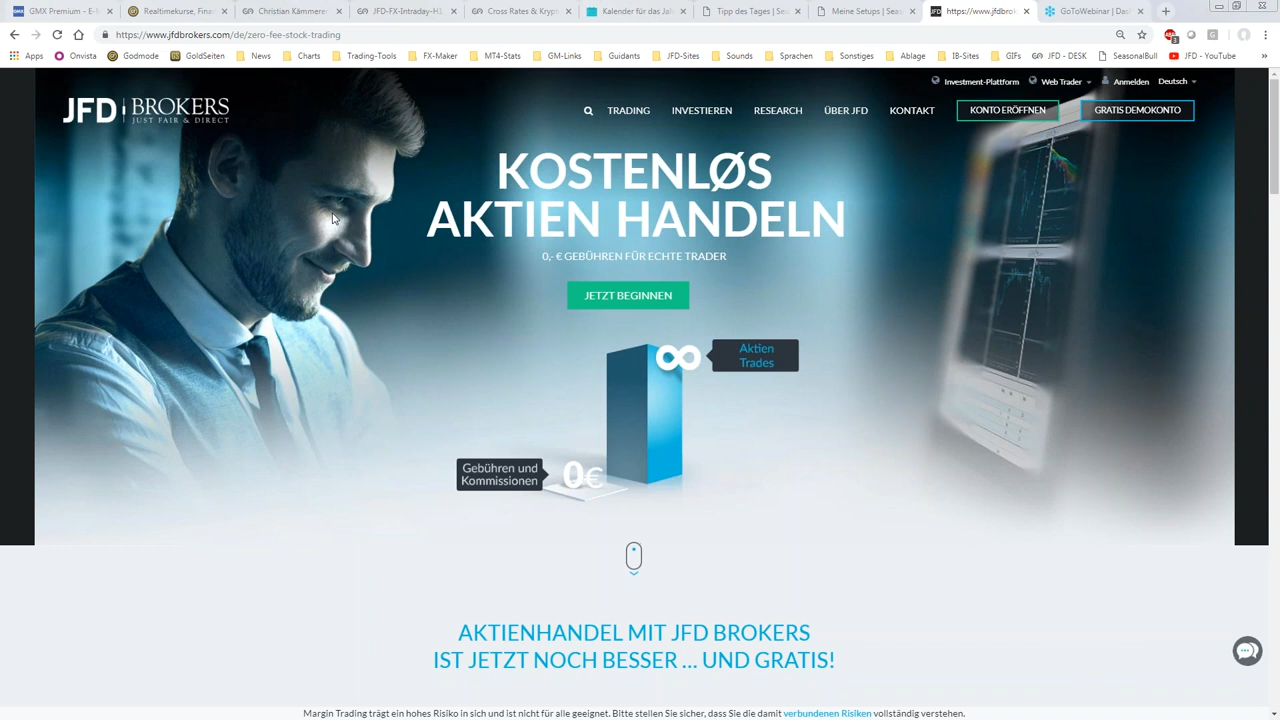 GMX Premium - E-M
Realtimekurse, Finan
Christian Kämmerer
JFD-FX-Intraday-H1
Cross Rates & Krypt
Kalender für das Jah
Tipp des Tages | Seas
Meine Setups | Seas
https://www.jfdbrok
GoToWebinar | Das
https://www.jfdbrokers.com/de/zero-fee-stock-trading
Apps
Onvista
Godmode
GoldSeiten
News
Charts
Trading-Tools
FX-Maker
MT4-Stats
GM-Links
Guidants
JFD-Sites
Sounds
Sprachen
Sonstiges
Ablage
IB-Sites
GIFs
JFD - DESK
SeasonalBull
JFD - YouTube
»
Investment-Plattform
Web Trader
Anmelden
Deutsch
JFD BROKERS
JUST FAIR & DIRECT
TRADING
INVESTIEREN
RESEARCH
ÜBER JFD
KONTAKT
KONTO ERÖFFNEN
GRATIS DEMOKONTO
KOSTENLØS
AKTIEN HANDELN
0,- € GEBÜHREN FÜR ECHTE TRADER
JETZT BEGINNEN
∞
Aktien
Trades
Gebühren und
Kommissionen
0€
AKTIENHANDEL MIT JFD BROKERS
IST JETZT NOCH BESSER ... UND GRATIS!
Margin Trading trägt ein hohes Risiko in sich und ist nicht für alle geeignet. Bitte stellen Sie sicher, dass Sie die damit verbundenen Risiken vollständig verstehen.